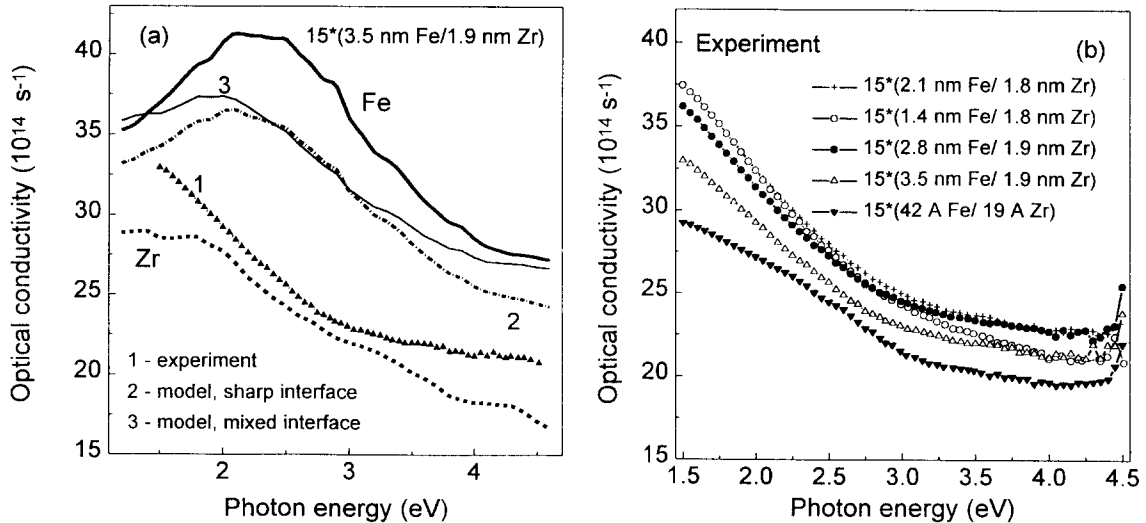 (a)
15*(3.5 nm Fe/1.9 nm Zr)
Fe
3
1
Zr
2
1 - experiment
2 - model, sharp interface
3 - model, mixed interface
40
35
30
25
20
15
2
3
4
Optical conductivity (10¹⁴ s⁻¹)
Photon energy (eV)
Experiment
(b)
15*(2.1 nm Fe/ 1.8 nm Zr)
15*(1.4 nm Fe/ 1.8 nm Zr)
15*(2.8 nm Fe/ 1.9 nm Zr)
15*(3.5 nm Fe/ 1.9 nm Zr)
15*(42 A Fe/ 19 A Zr)
40
35
30
25
20
15
1.5
2.0
2.5
3.0
3.5
4.0
4.5
Optical conductivity (10¹⁴ s⁻¹)
Photon energy (eV)